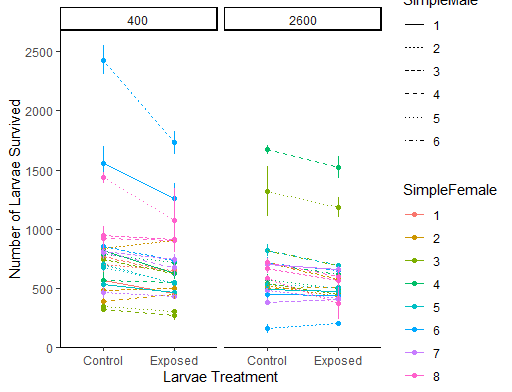 SimpleMale
400
2600
1
2
3
4
5
6
2500
2000
1500
1000
500
0
Number of Larvae Survived
Control
Exposed
Control
Exposed
Larvae Treatment
SimpleFemale
1
2
3
4
5
6
7
8